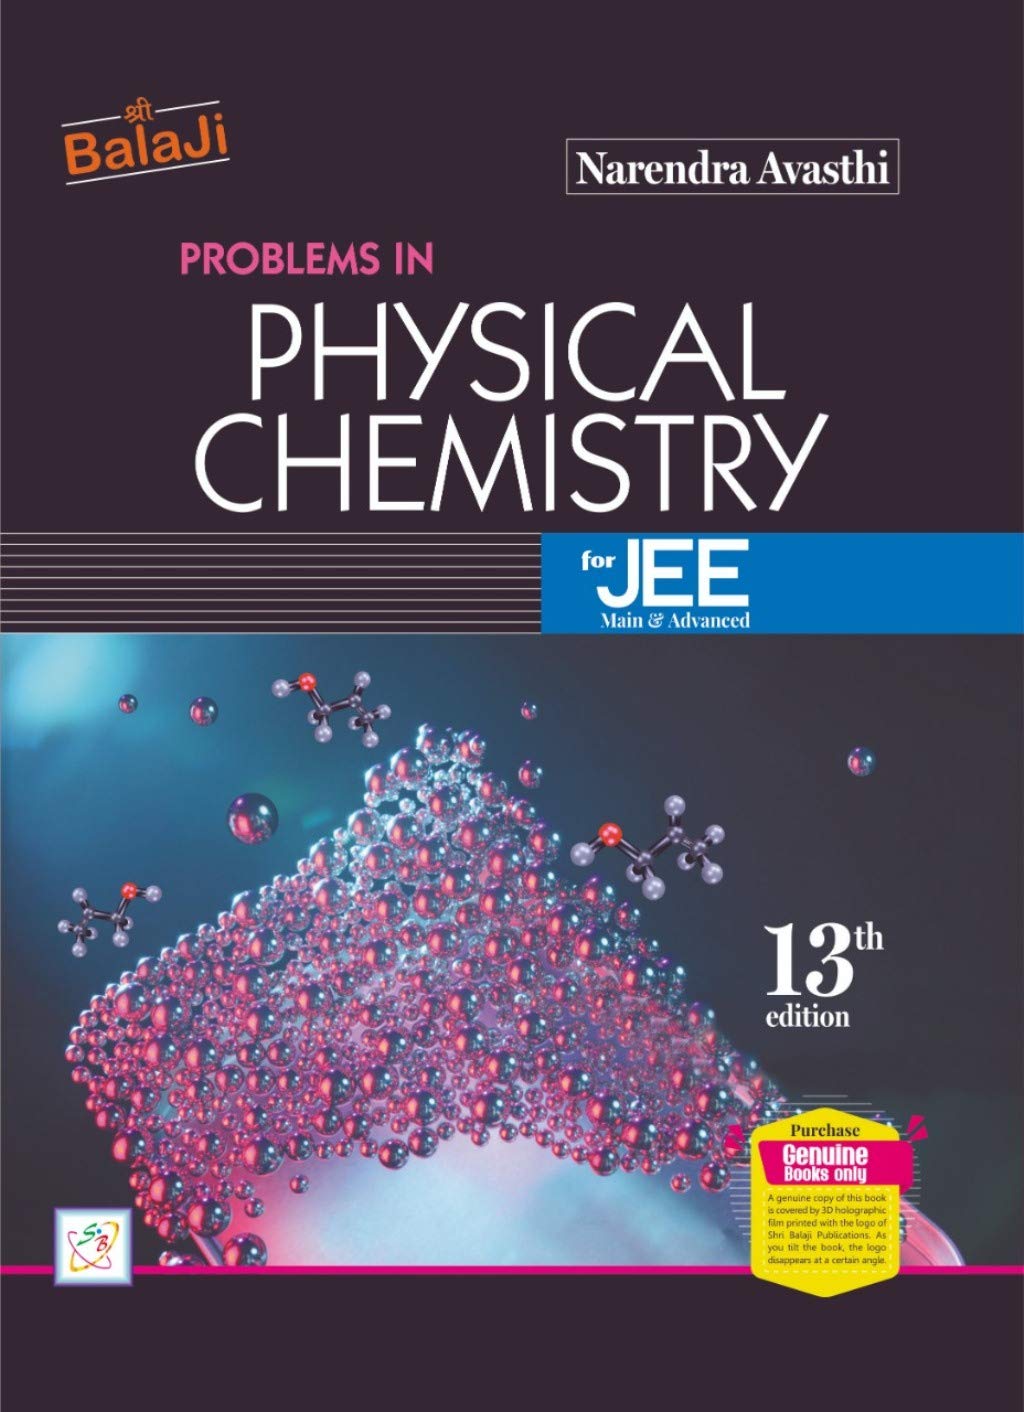 श्री
BalaJi
Narendra Avasthi
PROBLEMS IN
PHYSICAL
CHEMISTRY
for JEE
Main & Advanced
13th
edition
Purchase
Genuine
Books only
A genuine copy of this book
is covered by 3D holographic
film printed with the logo of
Shri Balaji Publications. As
you tilt the book, the logo
disappears at a certain angle.
S.B